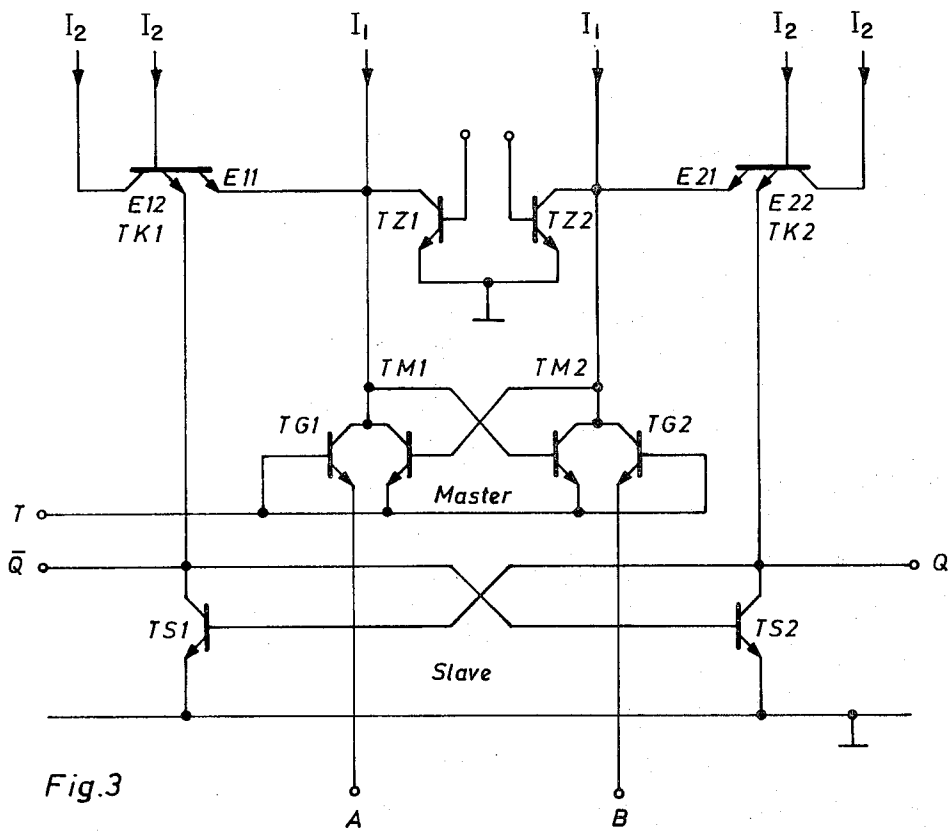 I₂ I₂ I₁ I₁ I₂ I₂
E11 E21
E12 TZ1 TZ2 E22
TK1 TK2
TM1 TM2
TG1 TG2
Master
T
Q̅ Q
TS1 TS2
Slave
Fig.3
A B